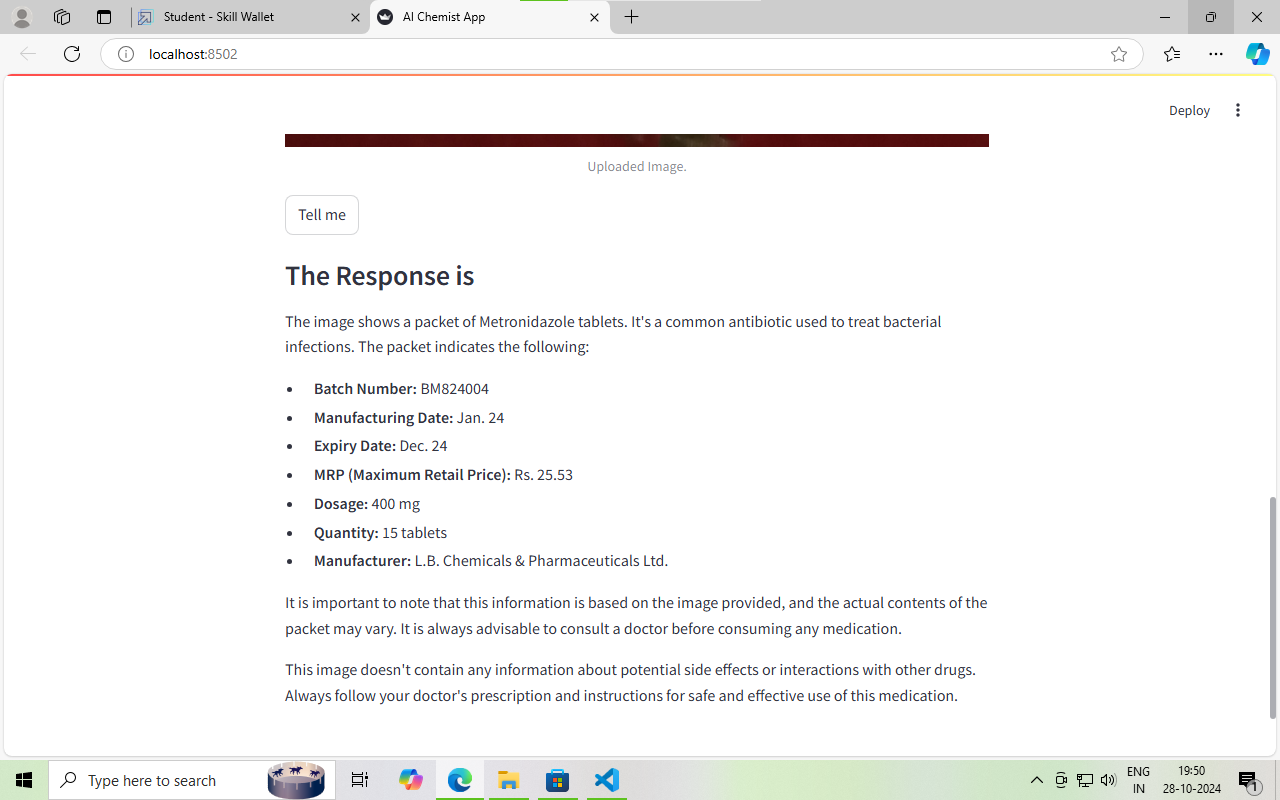 Student - Skill Wallet
AI Chemist App
localhost:8502
Deploy
Uploaded Image.
Tell me
The Response is
The image shows a packet of Metronidazole tablets. It's a common antibiotic used to treat bacterial
infections. The packet indicates the following:
• Batch Number: BM824004
• Manufacturing Date: Jan. 24
• Expiry Date: Dec. 24
• MRP (Maximum Retail Price): Rs. 25.53
• Dosage: 400 mg
• Quantity: 15 tablets
• Manufacturer: L.B. Chemicals & Pharmaceuticals Ltd.
It is important to note that this information is based on the image provided, and the actual contents of the
packet may vary. It is always advisable to consult a doctor before consuming any medication.
This image doesn't contain any information about potential side effects or interactions with other drugs.
Always follow your doctor's prescription and instructions for safe and effective use of this medication.
Type here to search
ENG
IN
19:50
28-10-2024
1